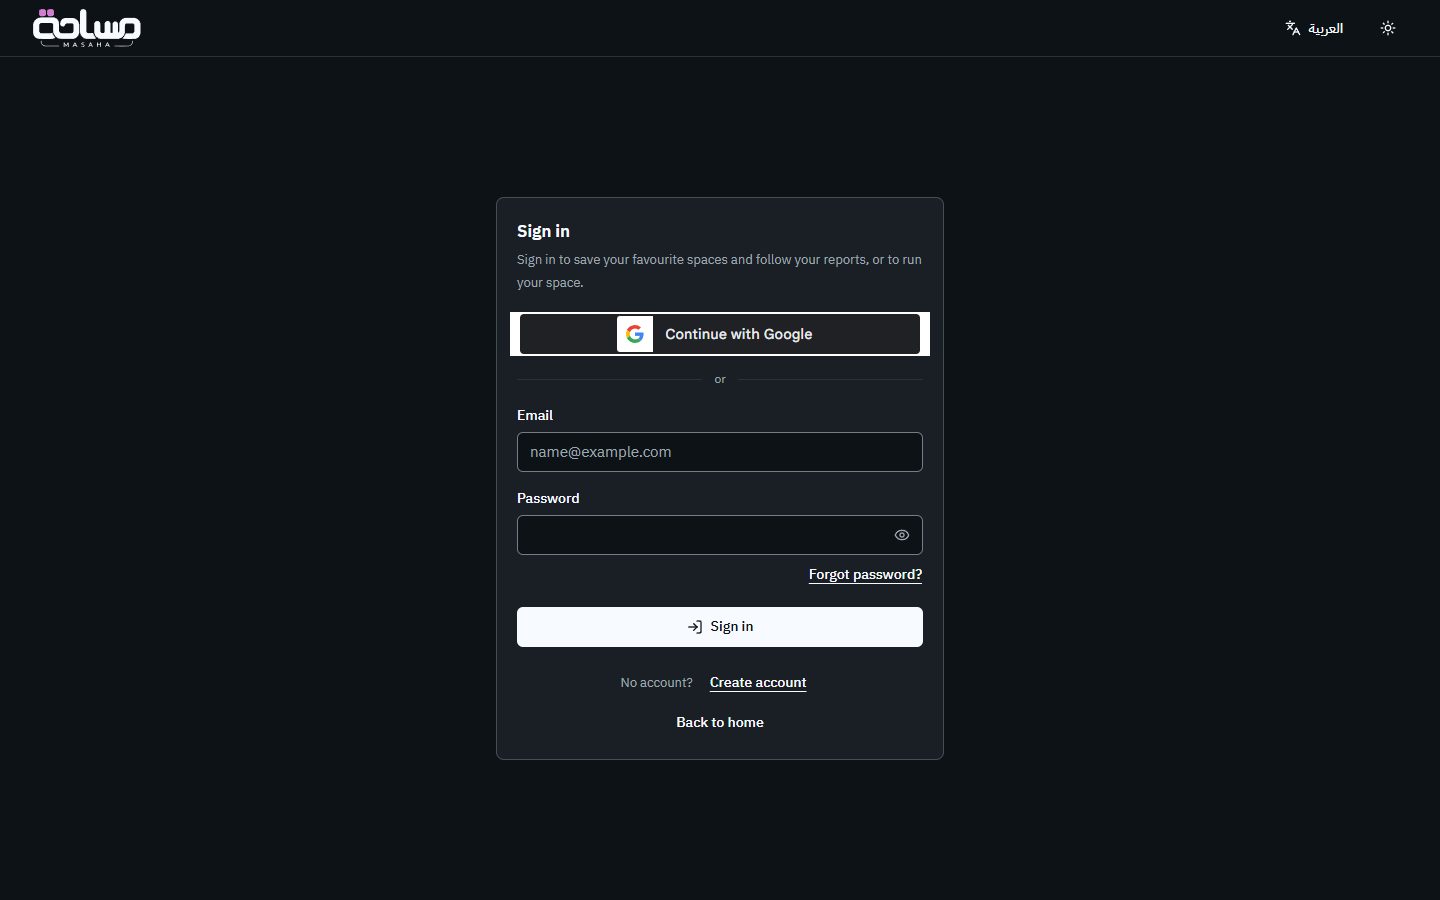 مساحة
MASAHA
العربية
Sign in
Sign in to save your favourite spaces and follow your reports, or to run
your space.
Continue with Google
or
Email
name@example.com
Password
Forgot password?
Sign in
No account? Create account
Back to home